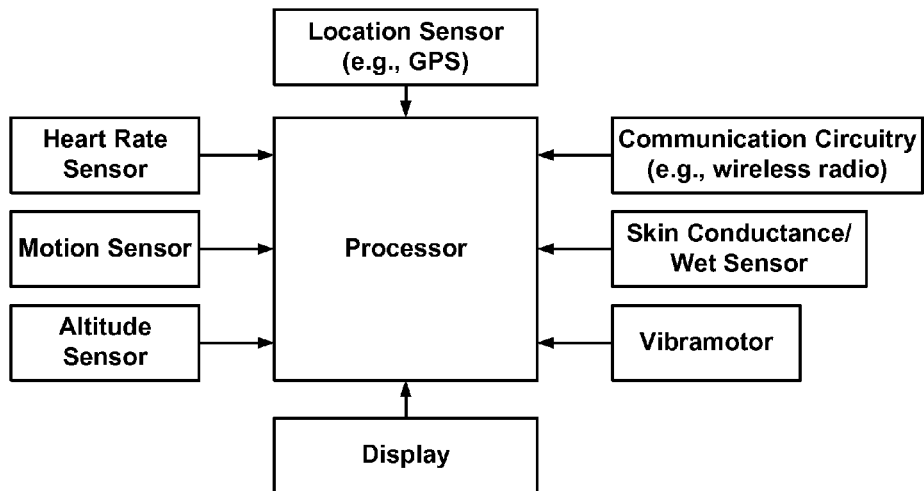 Location Sensor
(e.g., GPS)
Heart Rate
Sensor
Communication Circuitry
(e.g., wireless radio)
Motion Sensor
Processor
Skin Conductance/
Wet Sensor
Altitude
Sensor
Vibramotor
Display